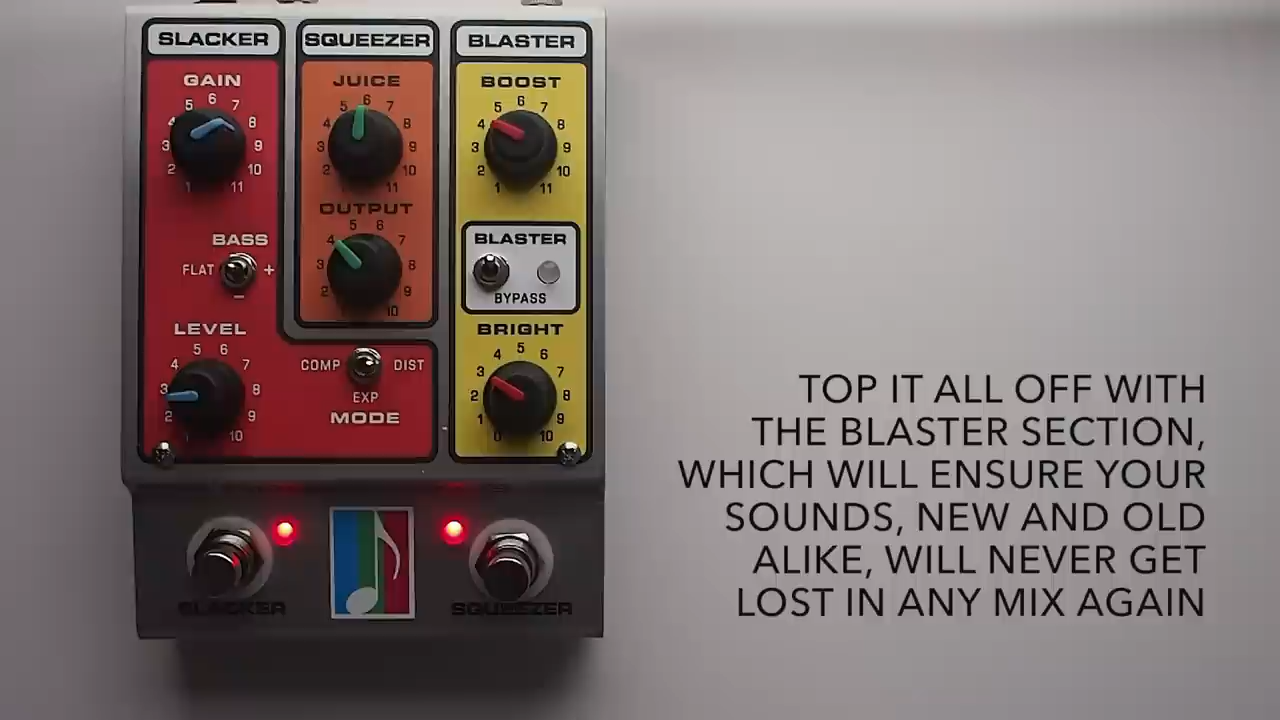 SLACKER
SQUEEZER
BLASTER
GAIN
5 6 7
4 8
3 9
2 10
1 11
BASS
FLAT +
−
LEVEL
5 6
4 7
3 8
2 9
1 10
JUICE
5 6 7
4 8
3 9
2 10
1 11
OUTPUT
5 6
4 7
3 8
2 9
10
COMP DIST
EXP
MODE
BOOST
5 6 7
4 8
3 9
2 10
1 11
BLASTER
BYPASS
BRIGHT
4 5 6
3 7
2 8
1 9
0 10
SLACKER
SQUEEZER
TOP IT ALL OFF WITH
THE BLASTER SECTION,
WHICH WILL ENSURE YOUR
SOUNDS, NEW AND OLD
ALIKE, WILL NEVER GET
LOST IN ANY MIX AGAIN